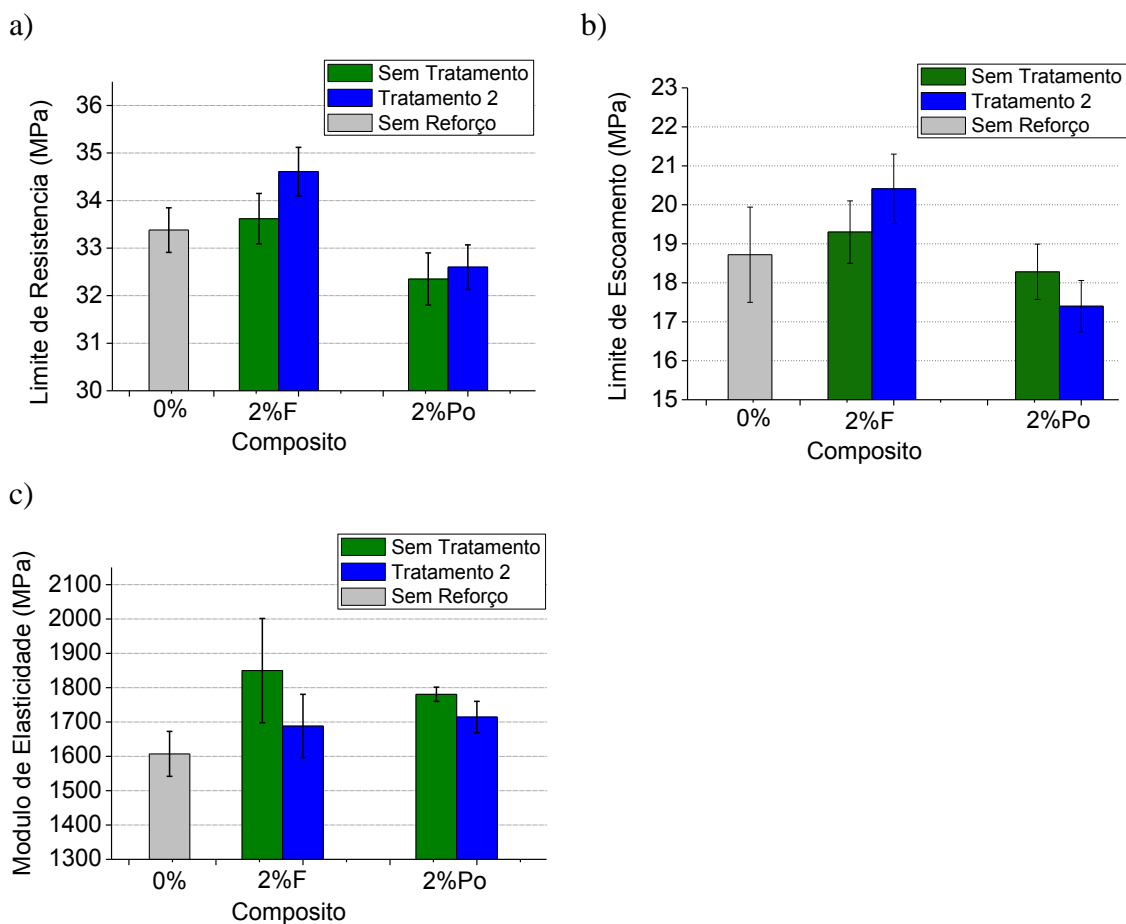 a)
Sem Tratamento
Tratamento 2
Sem Reforço
Limite de Resistencia (MPa)
36
35
34
33
32
31
30
0% 2%F 2%Po
Composito
b)
Sem Tratamento
Tratamento 2
Sem Reforço
Limite de Escoamento (MPa)
23
22
21
20
19
18
17
16
15
0% 2%F 2%Po
Composito
c)
Sem Tratamento
Tratamento 2
Sem Reforço
Modulo de Elasticidade (MPa)
2100
2000
1900
1800
1700
1600
1500
1400
1300
0% 2%F 2%Po
Composito